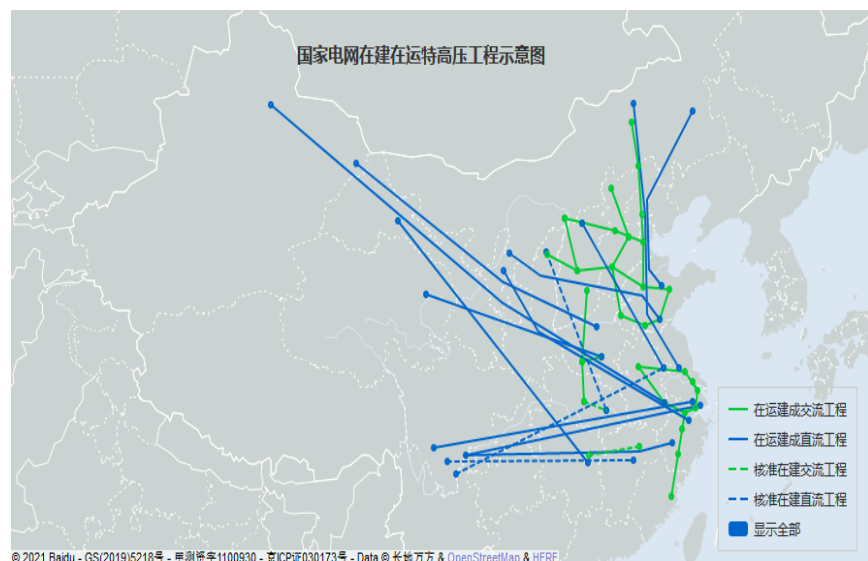 国家电网在建在运特高压工程示意图
在运建成交流工程
在运建成直流工程
核准在建交流工程
核准在建直流工程
显示全部
© 2021 Baidu - GS(2019)5218号 - 甲测资字1100930 - 京ICP证030173号 - Data © 长地万方 & OpenStreetMap & HERE